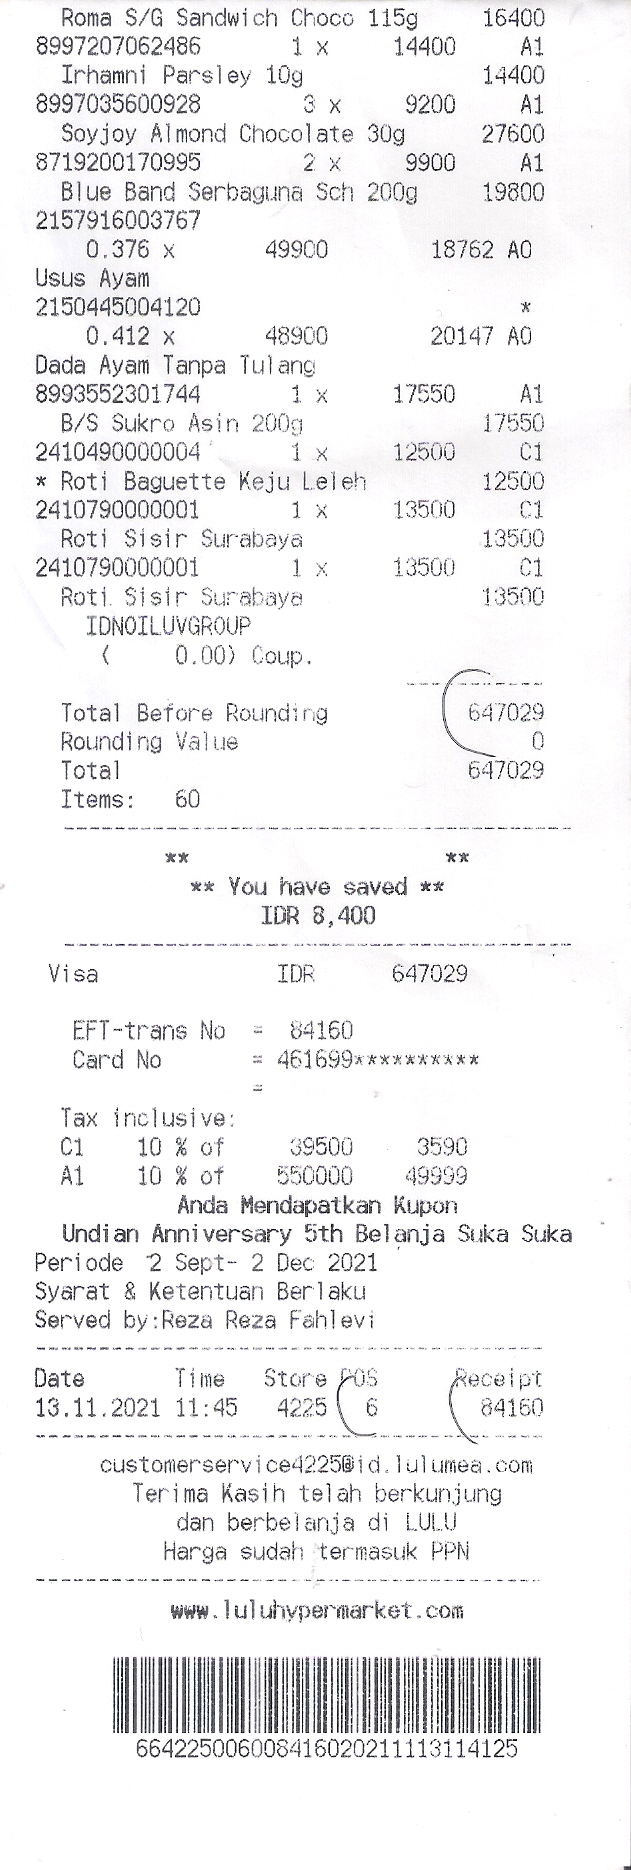 Roma S/G Sandwich Choco 115g 16400
8997207062486 1 x 14400 A1
Irhamni Parsley 10g 14400
8997035600928 3 x 9200 A1
Soyjoy Almond Chocolate 30g 27600
8719200170995 2 x 9900 A1
Blue Band Serbaguna Sch 200g 19800
2157916003767
0.376 x 49900 18762 A0
Usus Ayam
2150445004120 *
0.412 x 48900 20147 A0
Dada Ayam Tanpa Tulang
8993552301744 1 x 17550 A1
B/S Sukro Asin 200g 17550
2410490000004 1 x 12500 C1
* Roti Baguette Keju Leleh 12500
2410790000001 1 x 13500 C1
Roti Sisir Surabaya 13500
2410790000001 1 x 13500 C1
Roti Sisir Surabaya 13500
IDNOILUVGROUP
( 0.00) Coup.
Total Before Rounding 647029
Rounding Value 0
Total 647029
Items: 60
** **
** You have saved **
IDR 8,400
Visa IDR 647029
EFT-trans No = 84160
Card No = 461699**********
=
Tax inclusive:
C1 10 % of 39500 3590
A1 10 % of 550000 49999
Anda Mendapatkan Kupon
Undian Anniversary 5th Belanja Suka Suka
Periode 2 Sept- 2 Dec 2021
Syarat & Ketentuan Berlaku
Served by:Reza Reza Fahlevi
Date Time Store POS Receipt
13.11.2021 11:45 4225 6 84160
customerservice4225@id.lulumea.com
Terima Kasih telah berkunjung
dan berbelanja di LULU
Harga sudah termasuk PPN
www.luluhypermarket.com
664225006008416020211113114125